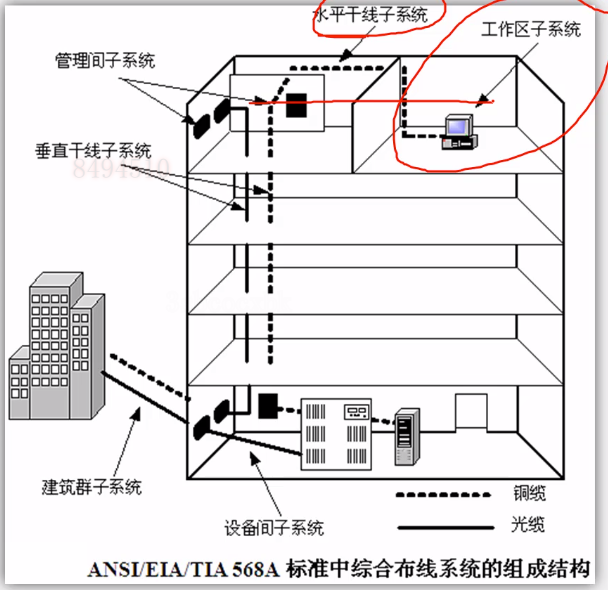 水平干线子系统
工作区子系统
管理间子系统
垂直干线子系统
8494510
建筑群子系统
设备间子系统
铜缆
光缆
ANSI/EIA/TIA 568A 标准中综合布线系统的组成结构